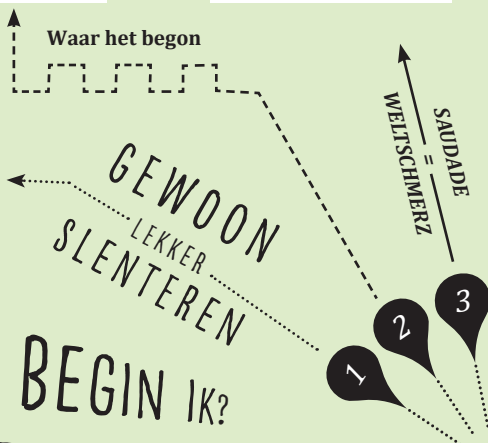 Waar het begon
SAUDADE
=
WELTSCHMERZ
GEWOON
LEKKER
SLENTEREN
3
2
1
BEGIN IK?